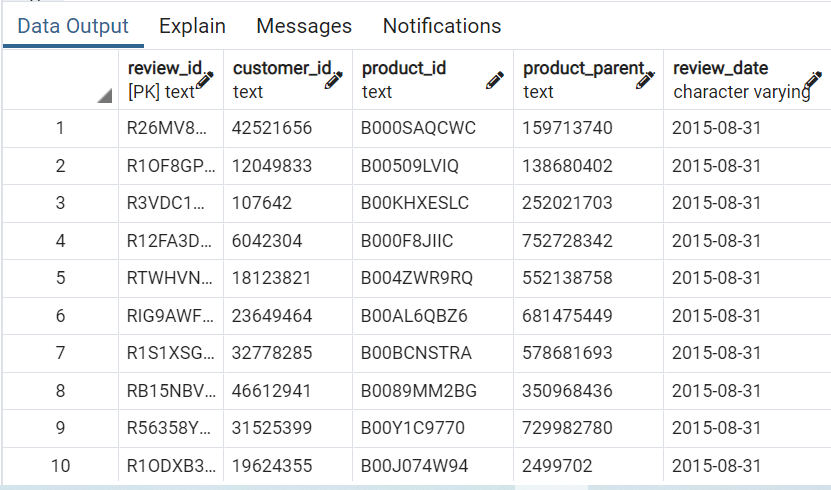 Data Output Explain Messages Notifications
review_id customer_id product_id product_parent review_date
[PK] text text text text character varying
1 R26MV8... 42521656 B000SAQCWC 159713740 2015-08-31
2 R1OF8GP... 12049833 B00509LVIQ 138680402 2015-08-31
3 R3VDC1... 107642 B00KHXESLC 252021703 2015-08-31
4 R12FA3D... 6042304 B000F8JIIC 752728342 2015-08-31
5 RTWHVN... 18123821 B004ZWR9RQ 552138758 2015-08-31
6 RIG9AWF... 23649464 B00AL6QBZ6 681475449 2015-08-31
7 R1S1XSG... 32778285 B00BCNSTRA 578681693 2015-08-31
8 RB15NBV... 46612941 B0089MM2BG 350968436 2015-08-31
9 R56358Y... 31525399 B00Y1C9770 729982780 2015-08-31
10 R1ODXB3... 19624355 B00J074W94 2499702 2015-08-31